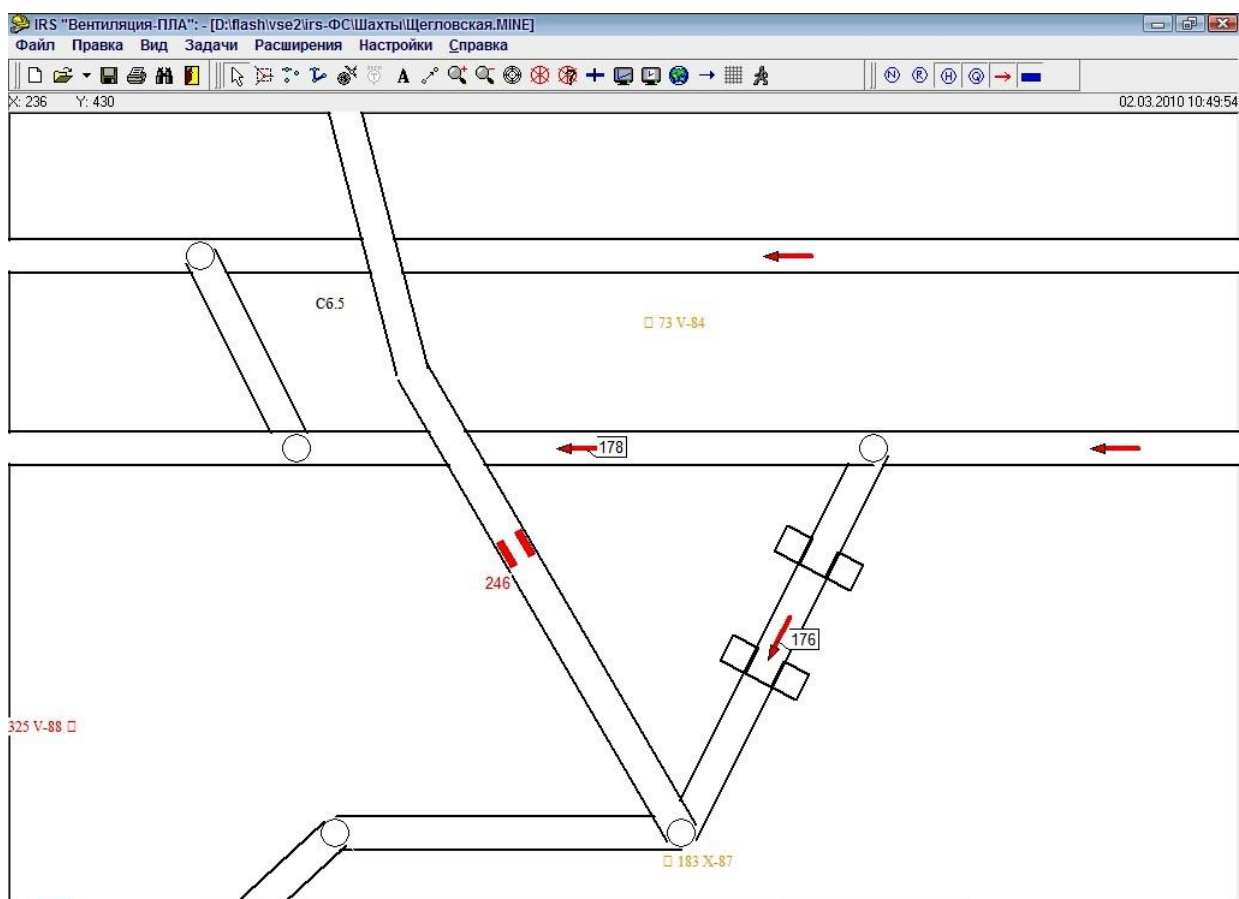 IRS "Вентиляция-ПЛА": - [D:\flash\vse2\irs-ФС\Шахты\Щегловская.MINE]
Файл Правка Вид Задачи Расширения Настройки Справка
A N R H Q
X: 236 Y: 430 02.03.2010 10:49:54
С6.5
73 V-84
178
246
176
325 V-88
183 X-87